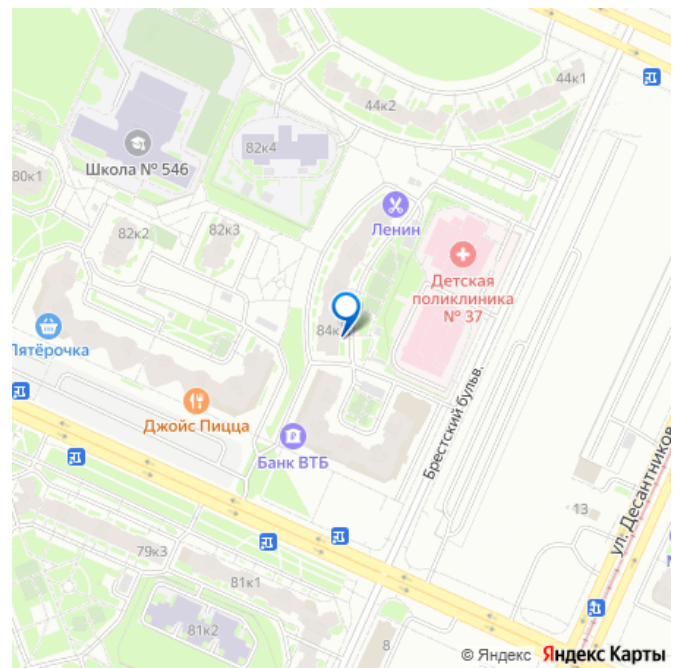 44к1
44к2
82к4
Школа № 546
80к1
Ленин
82к2
82к3
Детская
поликлиника
№ 37
84к
Пятёрочка
Джойс Пицца
Брестский бульв.
Банк ВТБ
ул. Десантников
13
79к3
81к1
81к2
8
© Яндекс Яндекс Карты